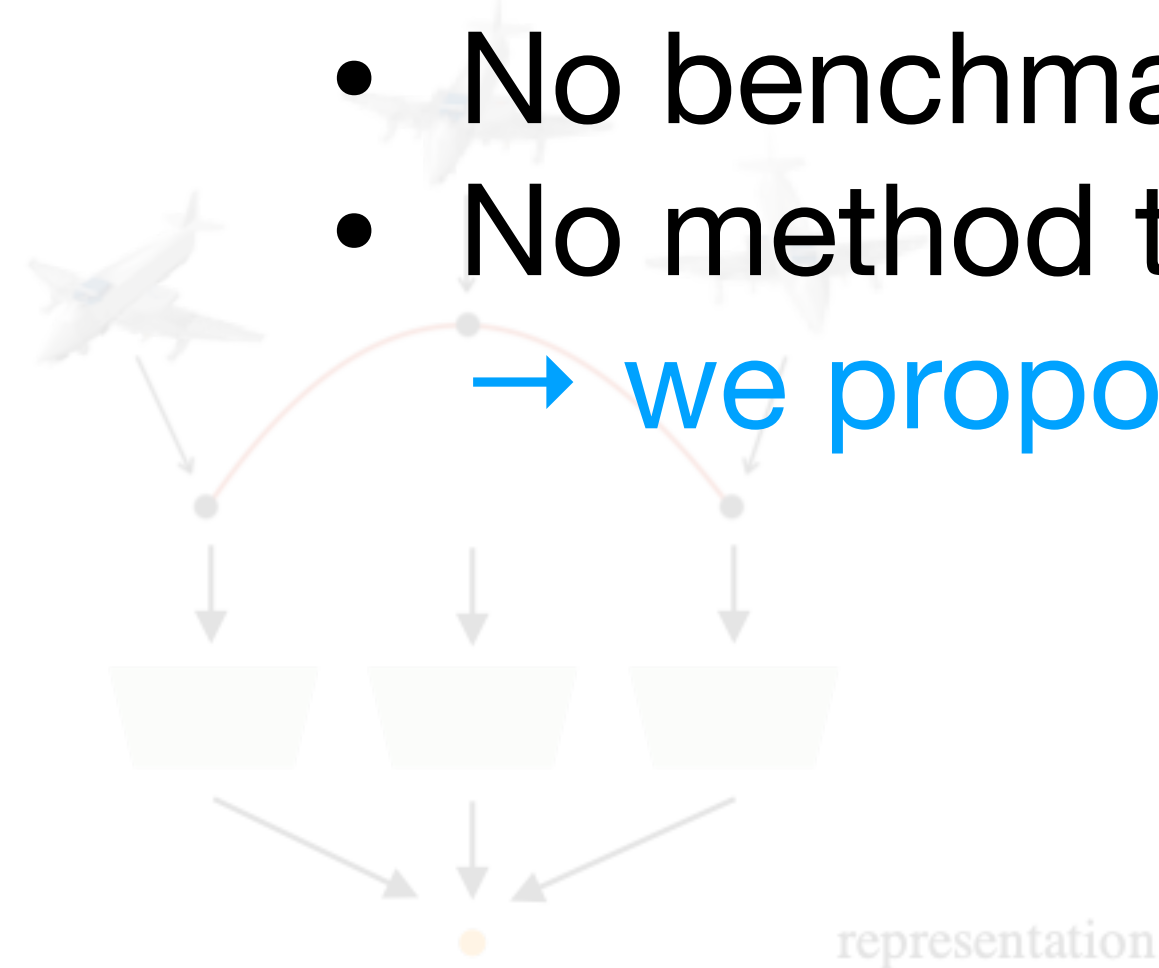 • No benchma
• No method t
→ we propo
representation